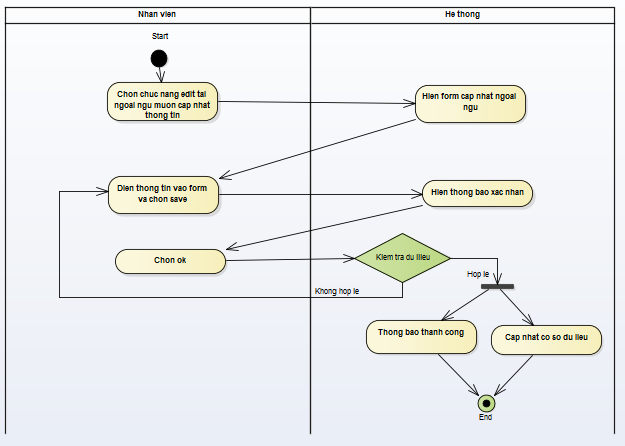 Nhan vien
He thong
Start
Chon chuc nang edit tai
ngoai ngu muon cap nhat
thong tin
Hien form cap nhat ngoai
ngu
Dien thong tin vao form
va chon save
Hien thong bao xac nhan
Chon ok
Kiem tra du lileu
Hop le
Khong hop le
Thong bao thanh cong
Cap nhat co so du lieu
End